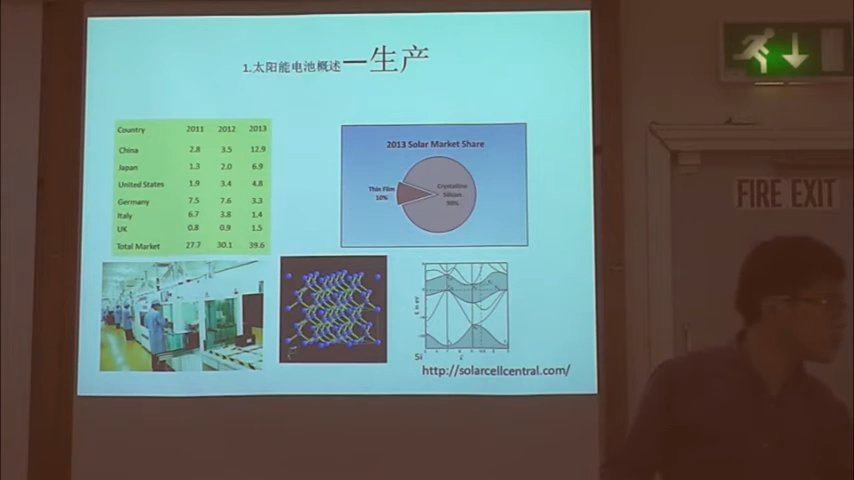 1.太阳能电池概述—生产
Country 2011 2012 2013
China 2.8 3.5 12.9
Japan 1.3 2.0 6.9
United States 1.9 3.4 4.8
Germany 7.5 7.6 3.3
Italy 6.7 3.8 1.4
UK 0.8 0.9 1.5
Total Market 27.7 30.1 39.6
2013 Solar Market Share
Thin Film
10%
Crystalline
Silicon
90%
E in eV
Si
http://solarcellcentral.com/
FIRE EXIT